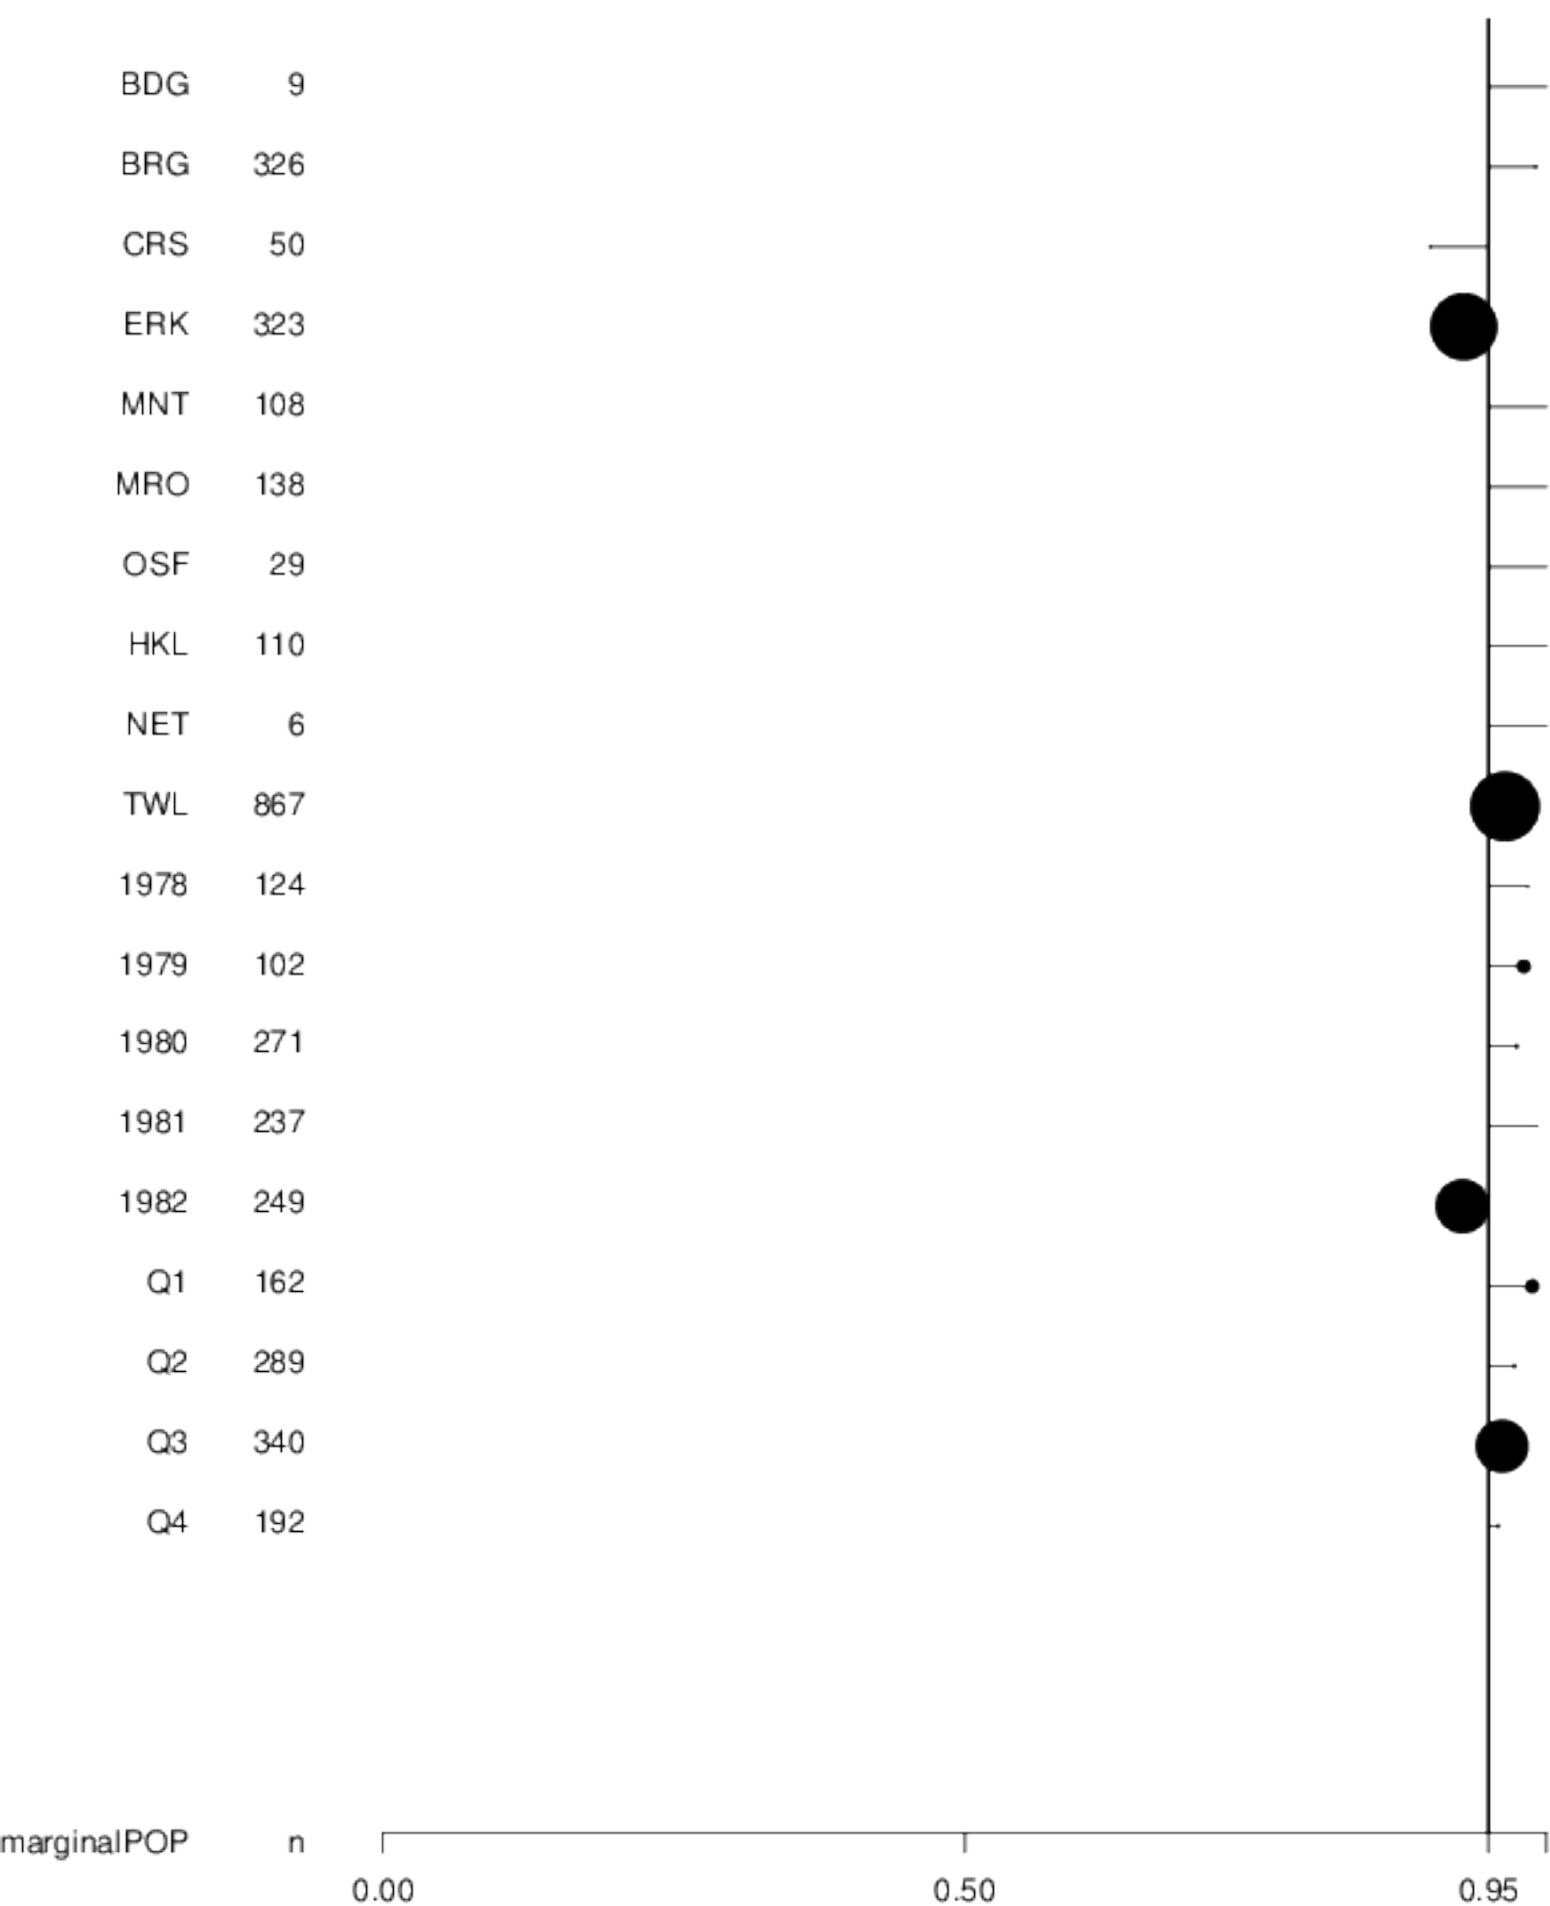 BDG 9
BRG 326
CRS 50
ERK 323
MNT 108
MRO 138
OSF 29
HKL 110
NET 6
TWL 867
1978 124
1979 102
1980 271
1981 237
1982 249
Q1 162
Q2 289
Q3 340
Q4 192
marginalPOP n
0.00 0.50 0.95